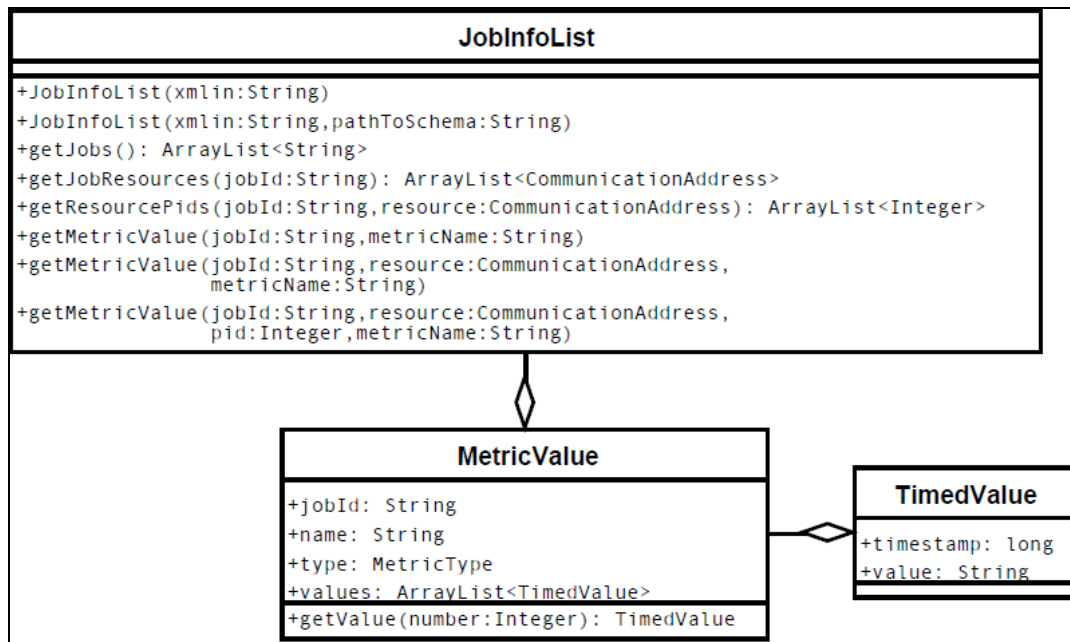 JobInfoList
+JobInfoList(xmlin:String)
+JobInfoList(xmlin:String,pathToSchema:String)
+getJobs(): ArrayList<String>
+getJobResources(jobId:String): ArrayList<CommunicationAddress>
+getResourcePids(jobId:String,resource:CommunicationAddress): ArrayList<Integer>
+getMetricValue(jobId:String,metricName:String)
+getMetricValue(jobId:String,resource:CommunicationAddress,
metricName:String)
+getMetricValue(jobId:String,resource:CommunicationAddress,
pid:Integer,metricName:String)
MetricValue
+jobId: String
+name: String
+type: MetricType
+values: ArrayList<TimedValue>
+getValue(number:Integer): TimedValue
TimedValue
+timestamp: long
+value: String